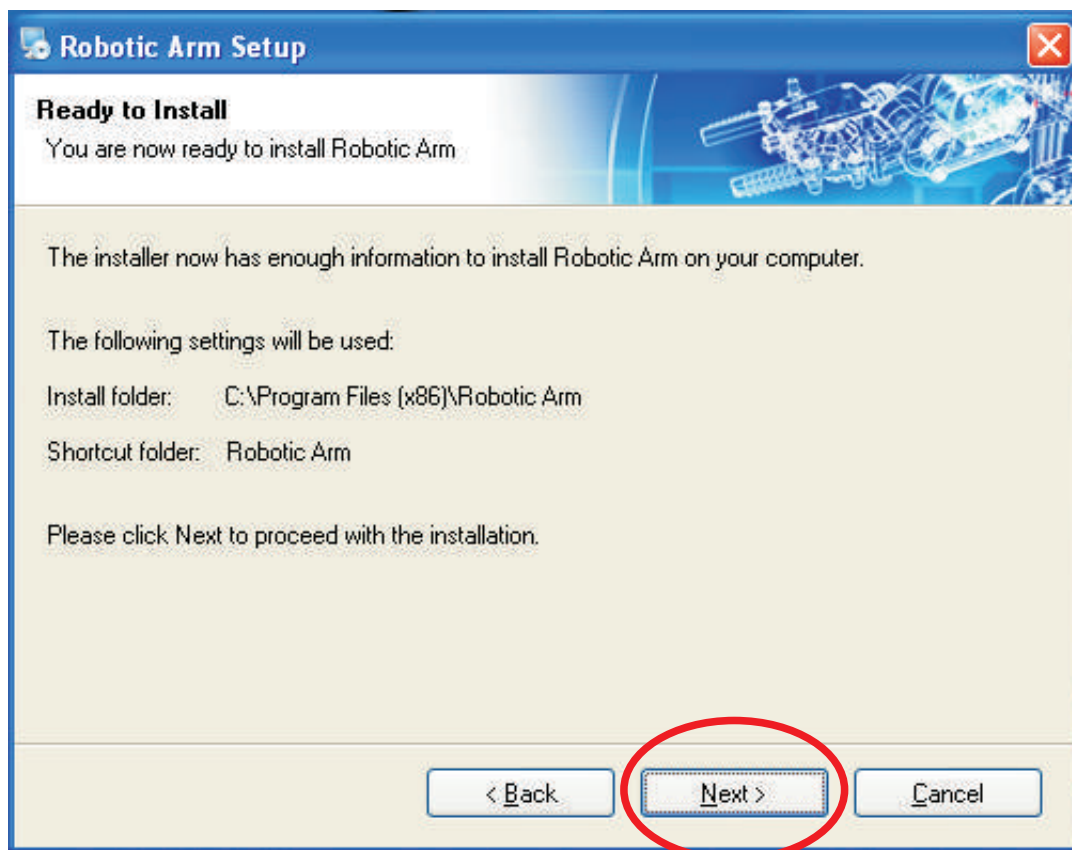 Robotic Arm Setup
Ready to Install
You are now ready to install Robotic Arm
The installer now has enough information to install Robotic Arm on your computer.
The following settings will be used:
Install folder: C:\Program Files (x86)\Robotic Arm
Shortcut folder: Robotic Arm
Please click Next to proceed with the installation.
< Back Next > Cancel